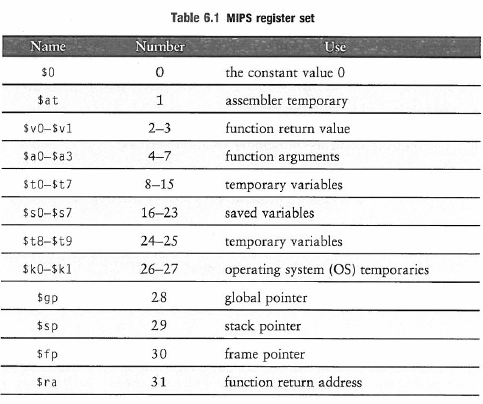 Table 6.1 MIPS register set
Name Number Use
$0 0 the constant value 0
$at 1 assembler temporary
$v0–$v1 2–3 function return value
$a0–$a3 4–7 function arguments
$t0–$t7 8–15 temporary variables
$s0–$s7 16–23 saved variables
$t8–$t9 24–25 temporary variables
$k0–$k1 26–27 operating system (OS) temporaries
$gp 28 global pointer
$sp 29 stack pointer
$fp 30 frame pointer
$ra 31 function return address